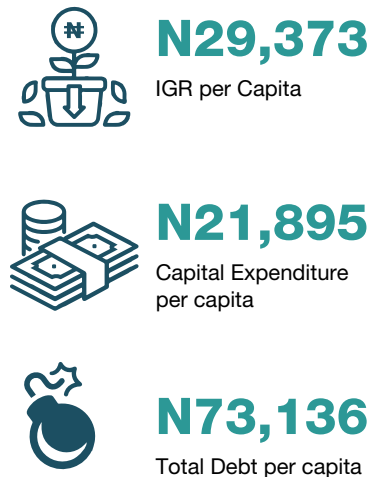 ₦
N29,373
IGR per Capita
N21,895
Capital Expenditure
per capita
N73,136
Total Debt per capita